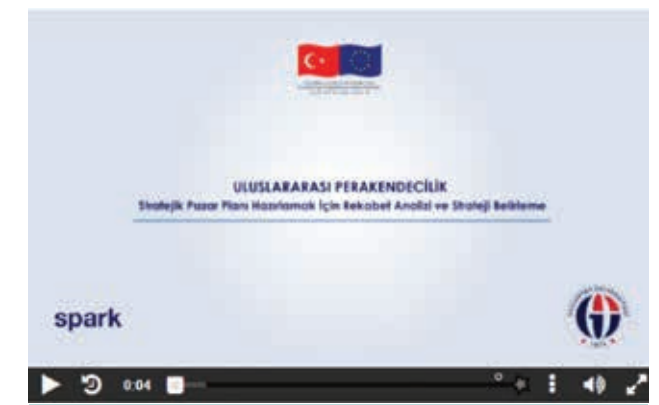 ULUSLARARASI PERAKENDECİLİK
Stratejik Pazar Planı Hazırlamak İçin Rekabet Analizi ve Strateji Belirleme
spark
0:04